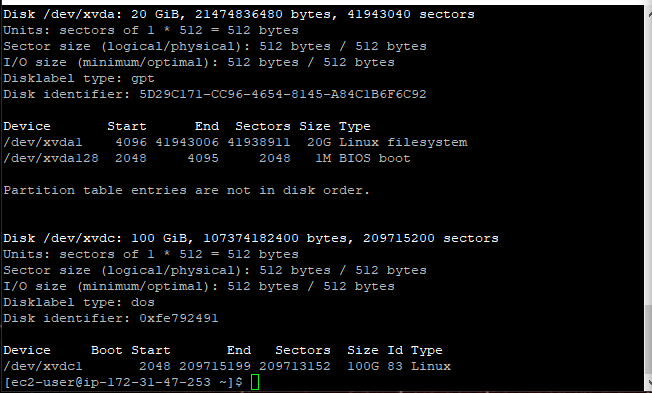 Disk /dev/xvda: 20 GiB, 21474836480 bytes, 41943040 sectors
Units: sectors of 1 * 512 = 512 bytes
Sector size (logical/physical): 512 bytes / 512 bytes
I/O size (minimum/optimal): 512 bytes / 512 bytes
Disklabel type: gpt
Disk identifier: 5D29C171-CC96-4654-8145-A84C1B6F6C92
Device Start End Sectors Size Type
/dev/xvda1 4096 41943006 41938911 20G Linux filesystem
/dev/xvda128 2048 4095 2048 1M BIOS boot
Partition table entries are not in disk order.
Disk /dev/xvdc: 100 GiB, 107374182400 bytes, 209715200 sectors
Units: sectors of 1 * 512 = 512 bytes
Sector size (logical/physical): 512 bytes / 512 bytes
I/O size (minimum/optimal): 512 bytes / 512 bytes
Disklabel type: dos
Disk identifier: 0xfe792491
Device Boot Start End Sectors Size Id Type
/dev/xvdc1 2048 209715199 209713152 100G 83 Linux
[ec2-user@ip-172-31-47-253 ~]$